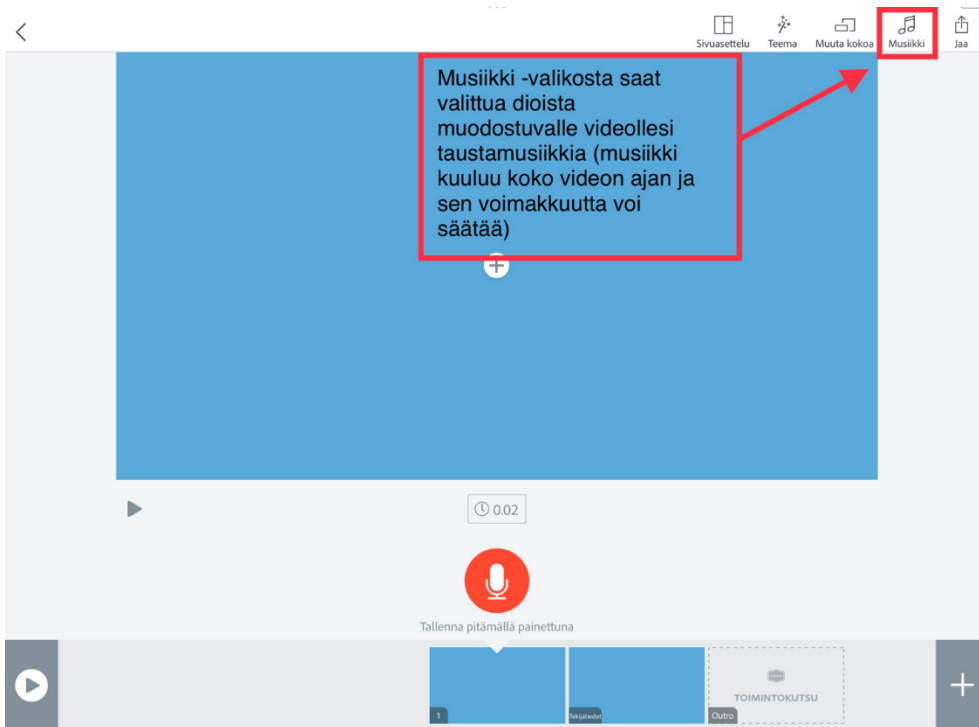 Sivuasettelu Teema Muuta kokoa Musiikki Jaa
Musiikki -valikosta saat
valittua dioista
muodostuvalle videollesi
taustamusiikkia (musiikki
kuuluu koko videon ajan ja
sen voimakkuutta voi
säätää)
0.02
Tallenna pitämällä painettuna
TOIMINTOKUTSU
1 Tekijätiedot Outro